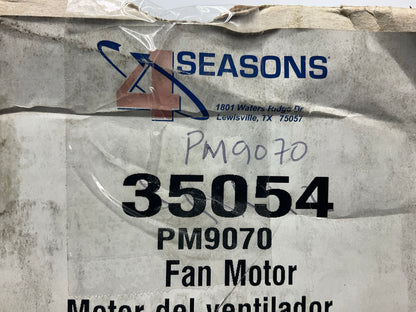 4 SEASONS
1801 Waters Ridge Dr
Lewisville, TX 75057
PM9070
35054
PM9070
Fan Motor
Motor del ventilador